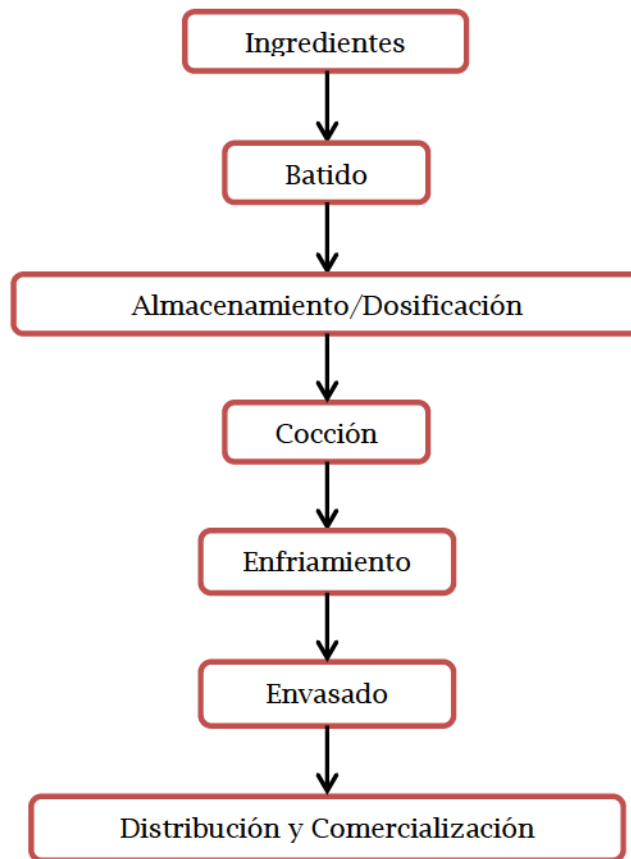 Ingredientes
Batido
Almacenamiento/Dosificación
Cocción
Enfriamiento
Envasado
Distribución y Comercialización